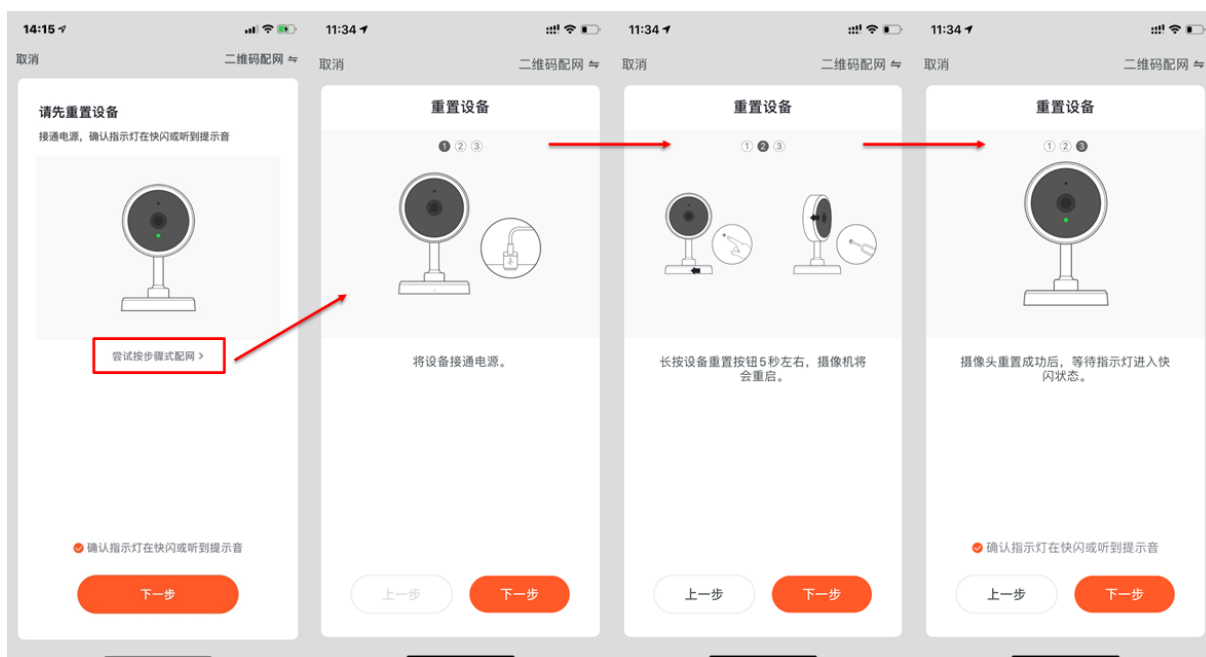 14:15
取消
二维码配网 ⇋
请先重置设备
接通电源，确认指示灯在快闪或听到提示音
尝试按步骤式配网 >
确认指示灯在快闪或听到提示音
下一步
11:34
取消
二维码配网 ⇋
重置设备
1 2 3
将设备接通电源。
上一步
下一步
11:34
取消
二维码配网 ⇋
重置设备
1 2 3
长按设备重置按钮5秒左右，摄像机将
会重启。
上一步
下一步
11:34
取消
二维码配网 ⇋
重置设备
1 2 3
摄像头重置成功后，等待指示灯进入快
闪状态。
确认指示灯在快闪或听到提示音
上一步
下一步